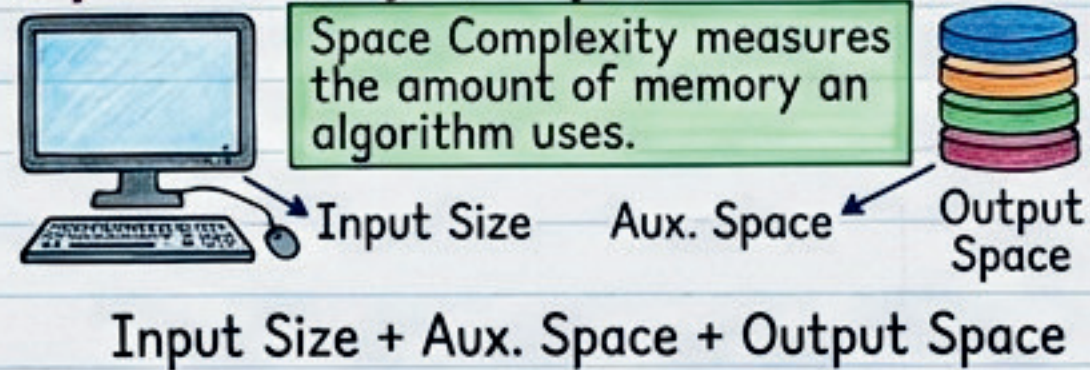 Space Complexity measures
the amount of memory an
algorithm uses.
Input Size
Aux. Space
Output
Space
Input Size + Aux. Space + Output Space